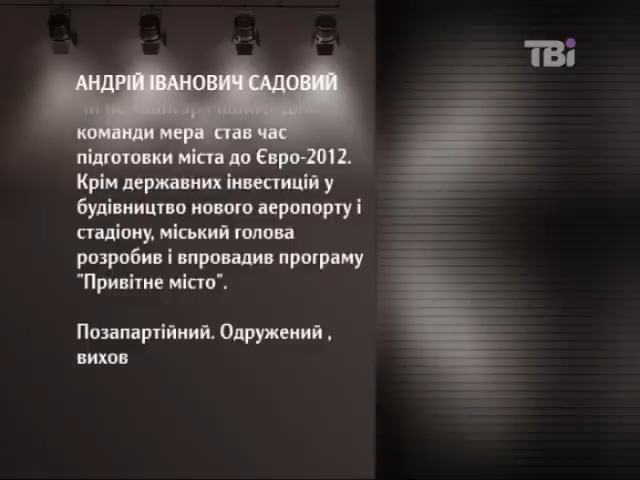 ТВі
АНДРІЙ ІВАНОВИЧ САДОВИЙ
команди мера став час
підготовки міста до Євро-2012.
Крім державних інвестицій у
будівництво нового аеропорту і
стадіону, міський голова
розробив і впровадив програму
"Привітне місто".
Позапартійний. Одружений ,
вихов